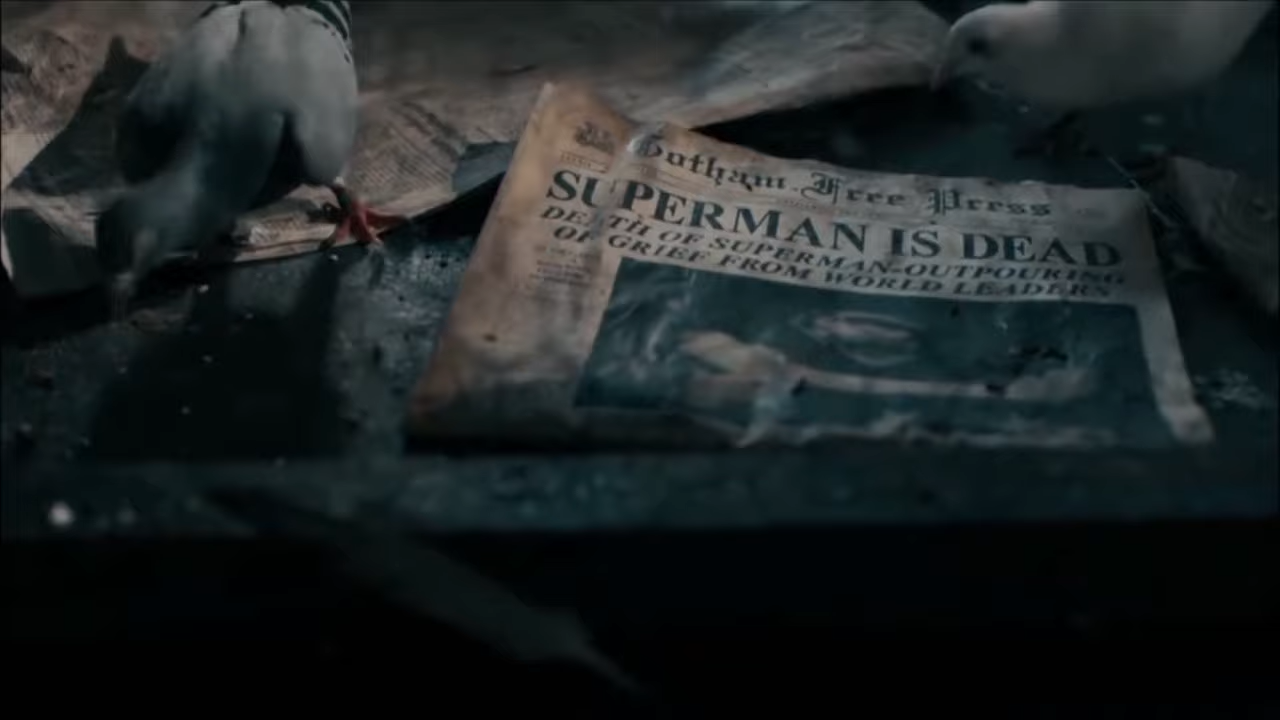 Gotham Free Press
SUPERMAN IS DEAD
DEATH OF SUPERMAN-OUTPOURING
OF GRIEF FROM WORLD LEADERS